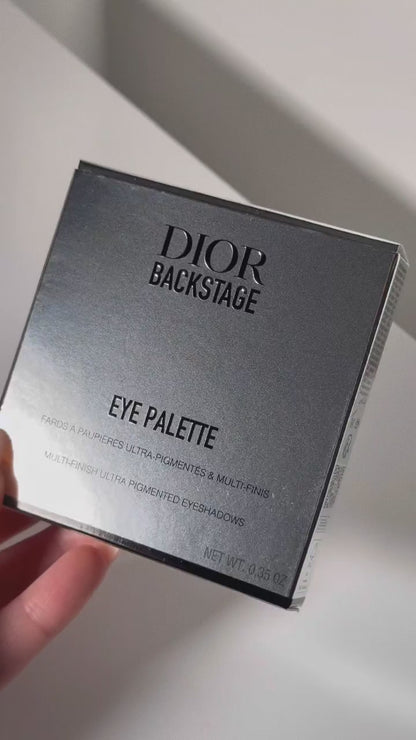 DIOR
BACKSTAGE
EYE PALETTE
FARDS À PAUPIÈRES ULTRA-PIGMENTÉS & MULTI-FINIS
MULTI-FINISH ULTRA PIGMENTED EYESHADOWS
NET WT. 0.35 OZ